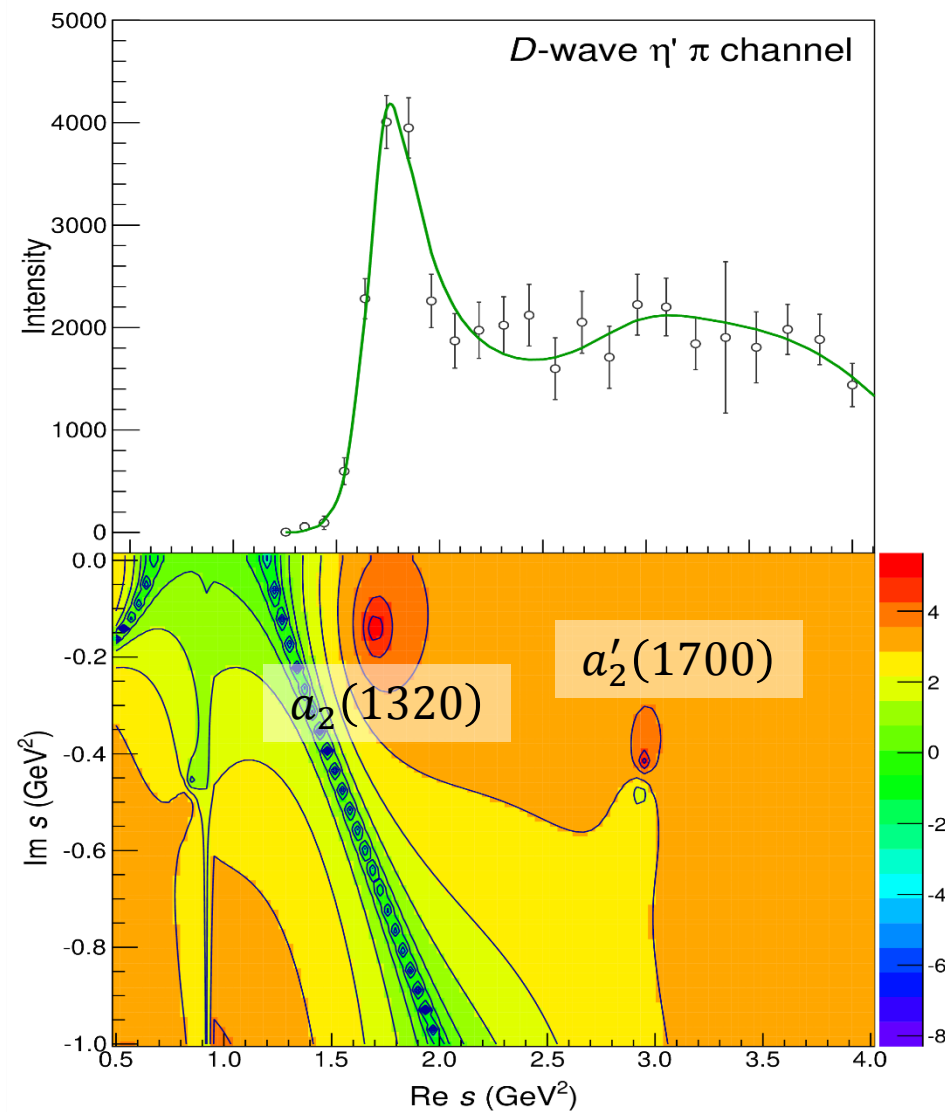 5000
D-wave η' π channel
4000
3000
2000
1000
0
Intensity
0.0
-0.2
-0.4
-0.6
-0.8
-1.0
Im s (GeV²)
a₂(1320)
a₂′(1700)
4
2
0
-2
-4
-6
-8
0.5 1.0 1.5 2.0 2.5 3.0 3.5 4.0
Re s (GeV²)